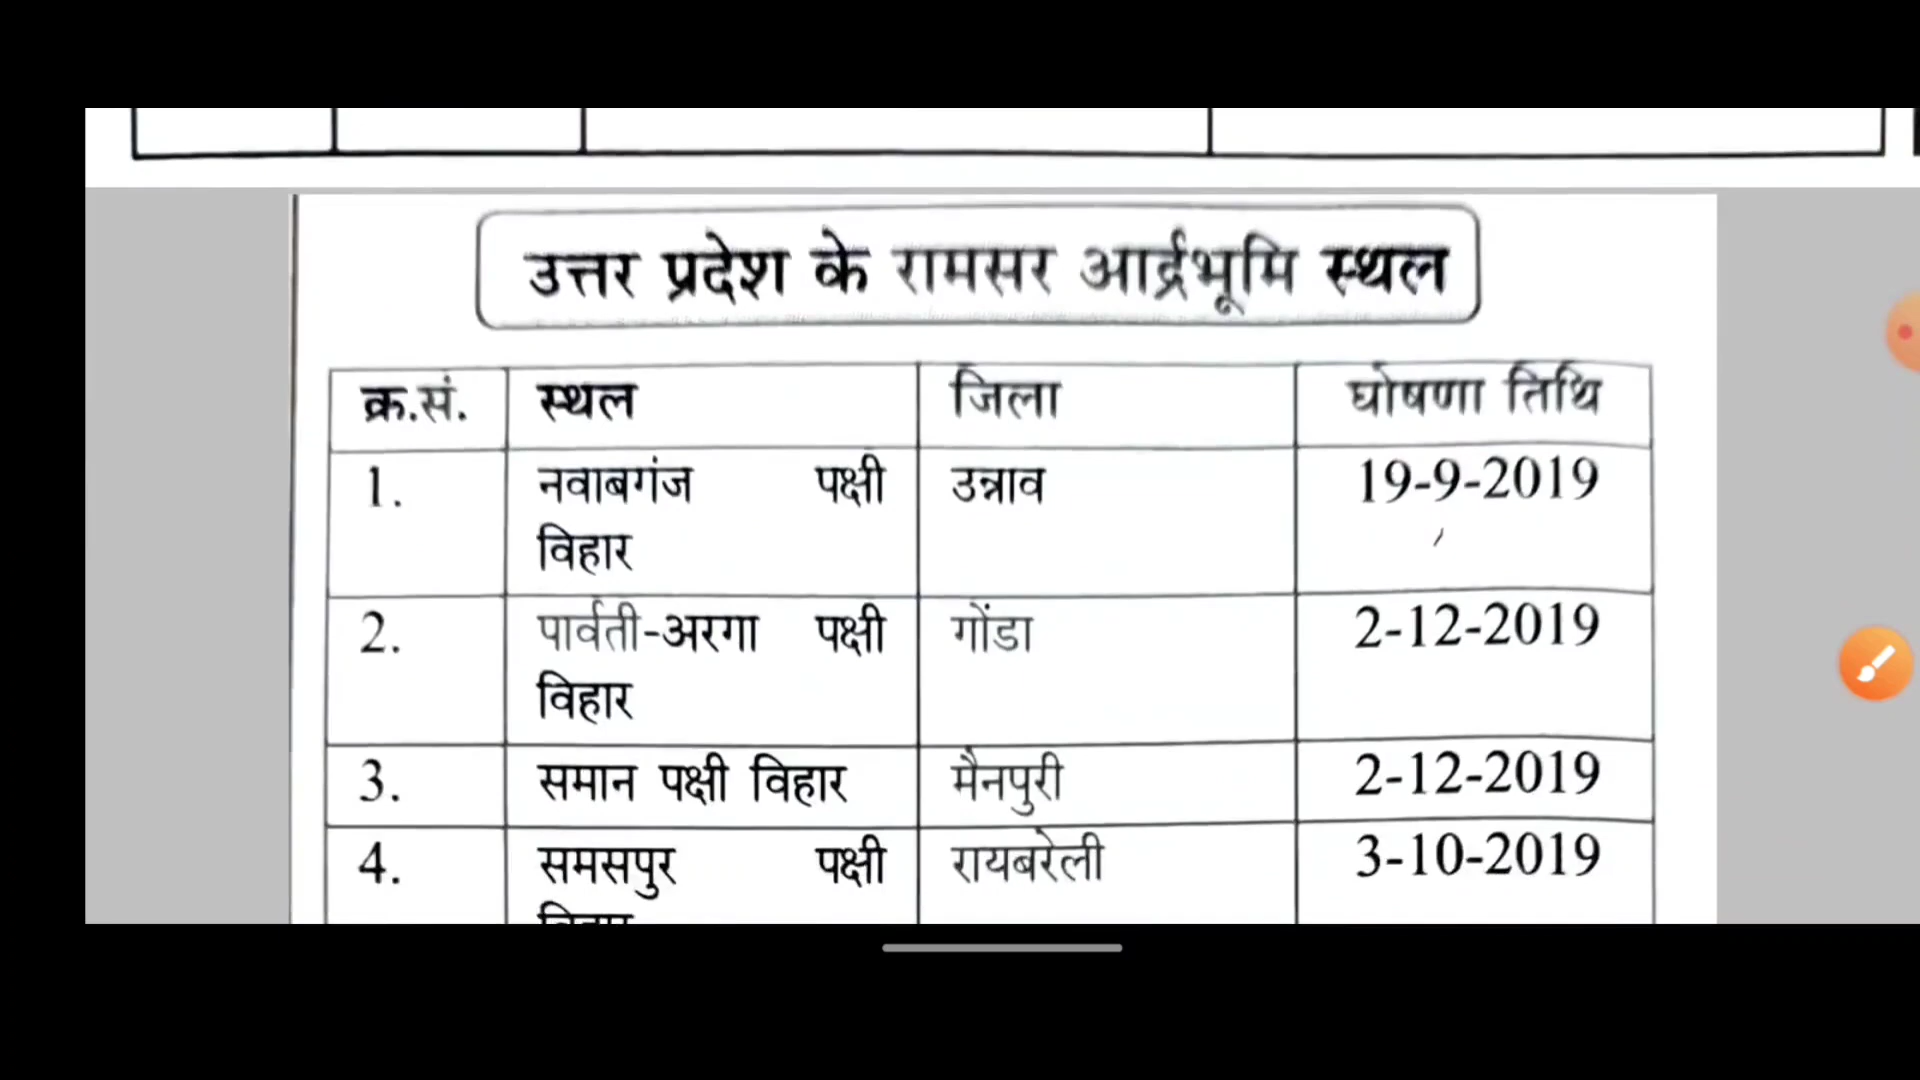 उत्तर प्रदेश के रामसर आर्द्रभूमि स्थल
क्र.सं. स्थल जिला घोषणा तिथि
1. नवाबगंज पक्षी उन्नाव 19-9-2019
विहार
2. पार्वती-अरगा पक्षी गोंडा 2-12-2019
विहार
3. समान पक्षी विहार मैनपुरी 2-12-2019
4. समसपुर पक्षी रायबरेली 3-10-2019